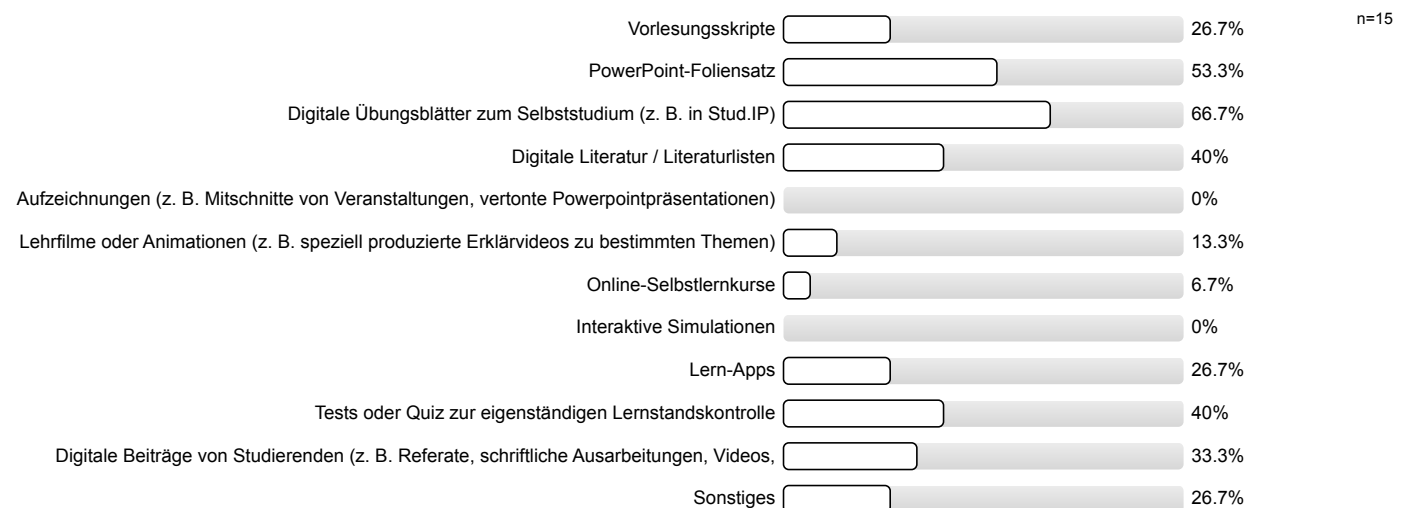 Vorlesungsskripte 26.7% n=15
PowerPoint-Foliensatz 53.3%
Digitale Übungsblätter zum Selbststudium (z. B. in Stud.IP) 66.7%
Digitale Literatur / Literaturlisten 40%
Aufzeichnungen (z. B. Mitschnitte von Veranstaltungen, vertonte Powerpointpräsentationen) 0%
Lehrfilme oder Animationen (z. B. speziell produzierte Erklärvideos zu bestimmten Themen) 13.3%
Online-Selbstlernkurse 6.7%
Interaktive Simulationen 0%
Lern-Apps 26.7%
Tests oder Quiz zur eigenständigen Lernstandskontrolle 40%
Digitale Beiträge von Studierenden (z. B. Referate, schriftliche Ausarbeitungen, Videos, 33.3%
Sonstiges 26.7%